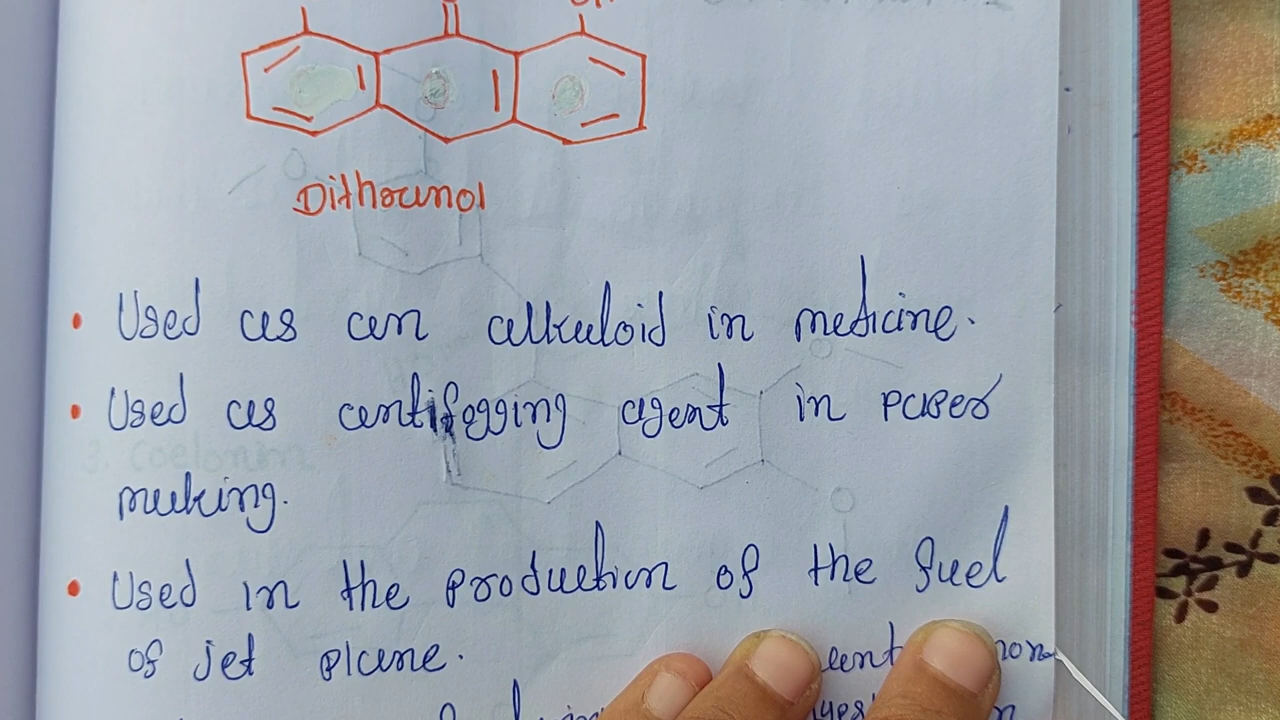 Dithranol
• Used as an alkaloid in medicine.
• Used as antifogging agent in paper
making.
• Used in the production of the fuel
of jet plane.